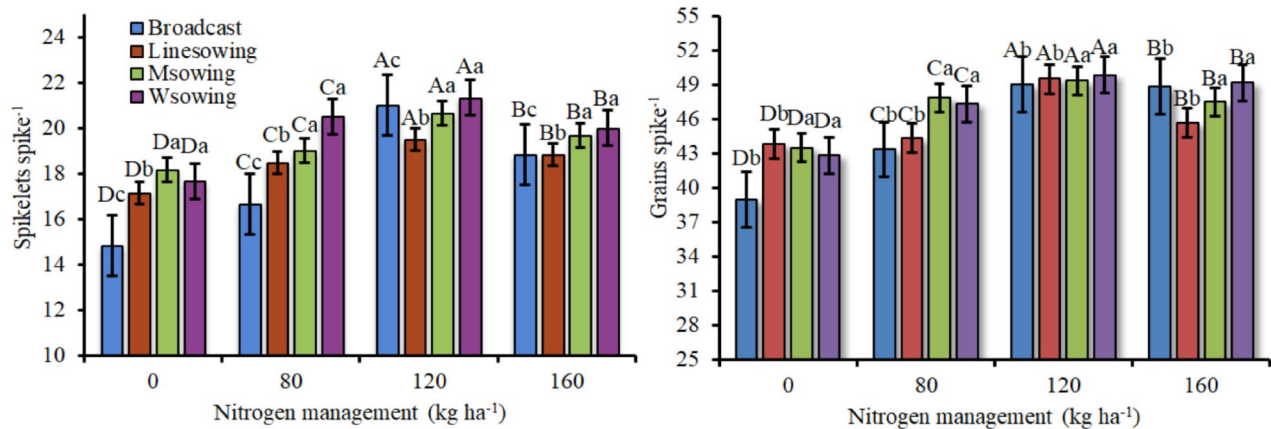 Spikelets spike⁻¹
24
22
20
18
16
14
12
10
Broadcast
Linesowing
Msowing
Wsowing
Dc Db Da Da
Cc Cb Ca Ca
Ac Ab Aa Aa
Bc Bb Ba Ba
0 80 120 160
Nitrogen management (kg ha⁻¹)
Grains spike⁻¹
55
52
49
46
43
40
37
34
31
28
25
Db Db Da Da
Cb Cb Ca Ca
Ab Ab Aa Aa
Bb Bb Ba Ba
0 80 120 160
Nitrogen management (kg ha⁻¹)